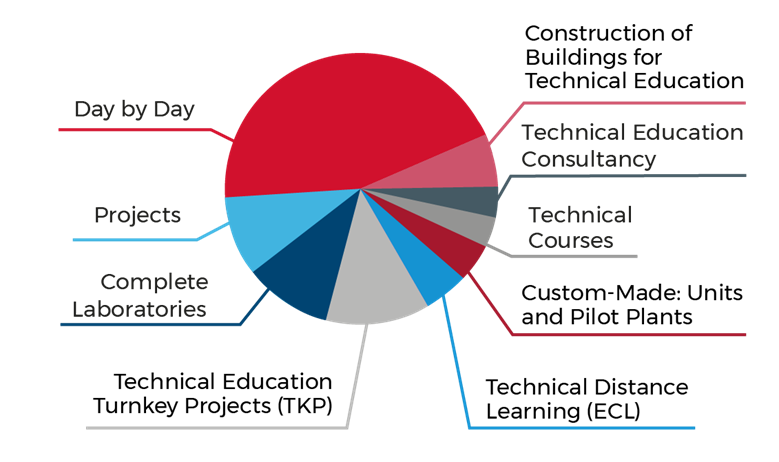 Construction of
Buildings for
Technical Education
Day by Day
Technical Education
Consultancy
Projects
Technical
Courses
Complete
Laboratories
Custom-Made: Units
and Pilot Plants
Technical Education
Turnkey Projects (TKP)
Technical Distance
Learning (ECL)